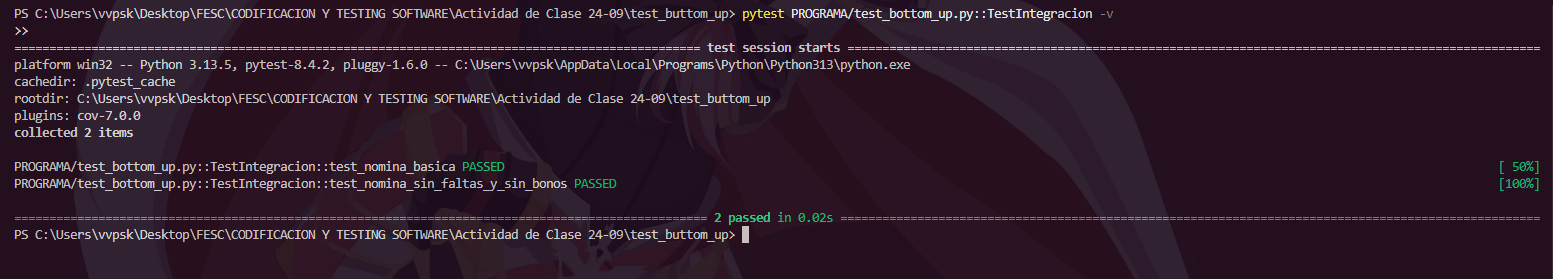 PS C:\Users\vvpsk\Desktop\FESC\CODIFICACION Y TESTING SOFTWARE\Actividad de Clase 24-09\test_buttom_up> pytest PROGRAMA/test_bottom_up.py::TestIntegracion -v
>>
============================================= test session starts =============================================
platform win32 -- Python 3.13.5, pytest-8.4.2, pluggy-1.6.0 -- C:\Users\vvpsk\AppData\Local\Programs\Python\Python313\python.exe
cachedir: .pytest_cache
rootdir: C:\Users\vvpsk\Desktop\FESC\CODIFICACION Y TESTING SOFTWARE\Actividad de Clase 24-09\test_buttom_up
plugins: cov-7.0.0
collected 2 items
PROGRAMA/test_bottom_up.py::TestIntegracion::test_nomina_basica PASSED [ 50%]
PROGRAMA/test_bottom_up.py::TestIntegracion::test_nomina_sin_faltas_y_sin_bonos PASSED [100%]
============================================= 2 passed in 0.02s =============================================
PS C:\Users\vvpsk\Desktop\FESC\CODIFICACION Y TESTING SOFTWARE\Actividad de Clase 24-09\test_buttom_up>